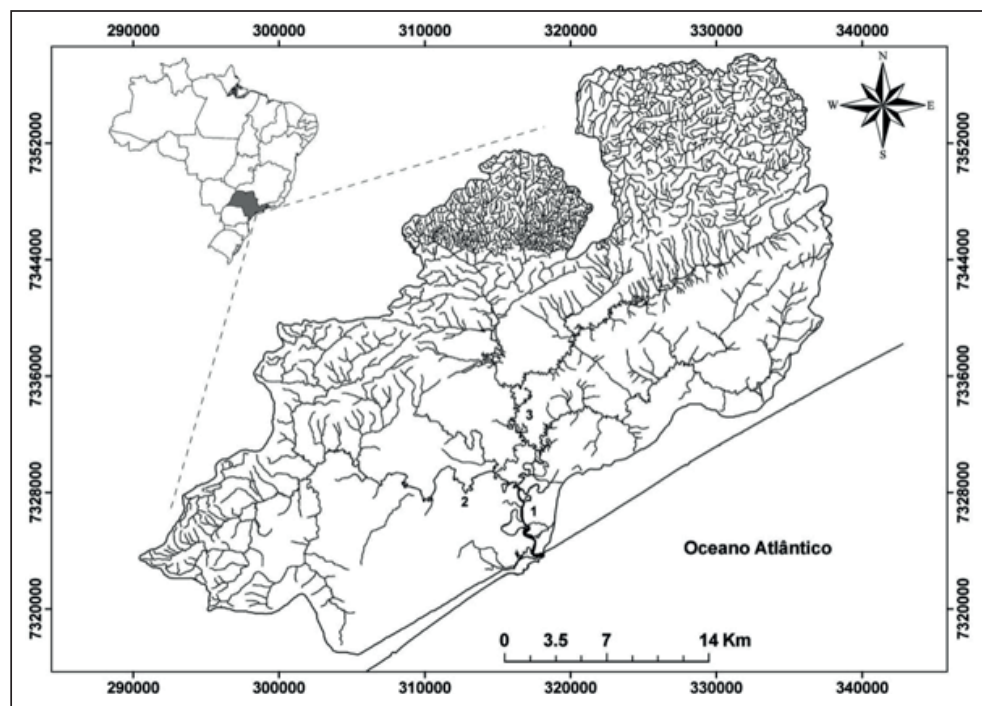 290000 300000 310000 320000 330000 340000
N
W E
S
7352000 7352000
7344000 7344000
7336000 7336000
3
7328000 7328000
2
1
Oceano Atlântico
7320000 7320000
0 3.5 7 14 Km
290000 300000 310000 320000 330000 340000